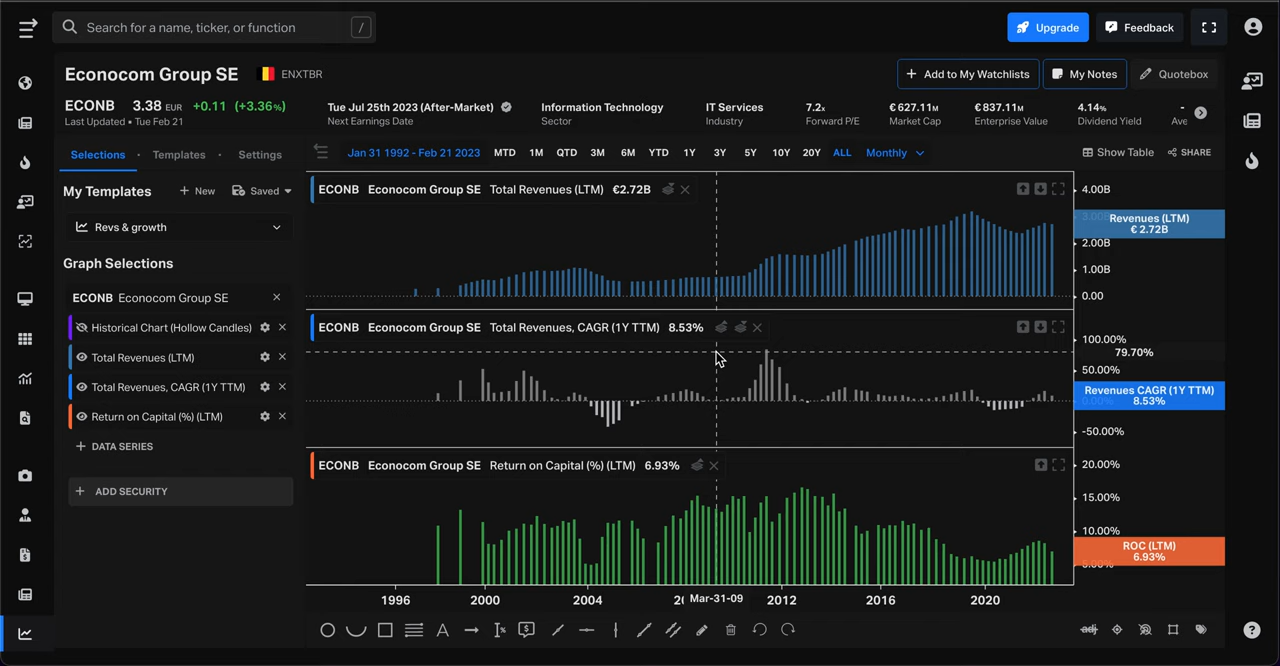 Search for a name, ticker, or function
/
Upgrade
Feedback
Econocom Group SE
ENXTBR
+ Add to My Watchlists
My Notes
Quotebox
ECONB 3.38 EUR +0.11 (+3.36%)
Last Updated • Tue Feb 21
Tue Jul 25th 2023 (After-Market)
Next Earnings Date
Information Technology
Sector
IT Services
Industry
7.2x
Forward P/E
€ 627.11M
Market Cap
€ 837.11M
Enterprise Value
4.14%
Dividend Yield
-
Ave
Selections
Templates
Settings
Jan 31 1992 - Feb 21 2023 MTD 1M QTD 3M 6M YTD 1Y 3Y 5Y 10Y 20Y ALL Monthly
Show Table
SHARE
My Templates
+ New
Saved
Revs & growth
Graph Selections
ECONB Econocom Group SE
Historical Chart (Hollow Candles)
Total Revenues (LTM)
Total Revenues, CAGR (1Y TTM)
Return on Capital (%) (LTM)
+ DATA SERIES
+ ADD SECURITY
ECONB Econocom Group SE Total Revenues (LTM) €2.72B
4.00B
3.00B
Revenues (LTM)
€ 2.72B
2.00B
1.00B
0.00
ECONB Econocom Group SE Total Revenues, CAGR (1Y TTM) 8.53%
100.00%
79.70%
50.00%
Revenues CAGR (1Y TTM)
8.53%
0.00%
-50.00%
ECONB Econocom Group SE Return on Capital (%) (LTM) 6.93%
20.00%
15.00%
10.00%
ROC (LTM)
6.93%
5.00%
1996 2000 2004 Mar-31-09 2012 2016 2020
A
adj
?